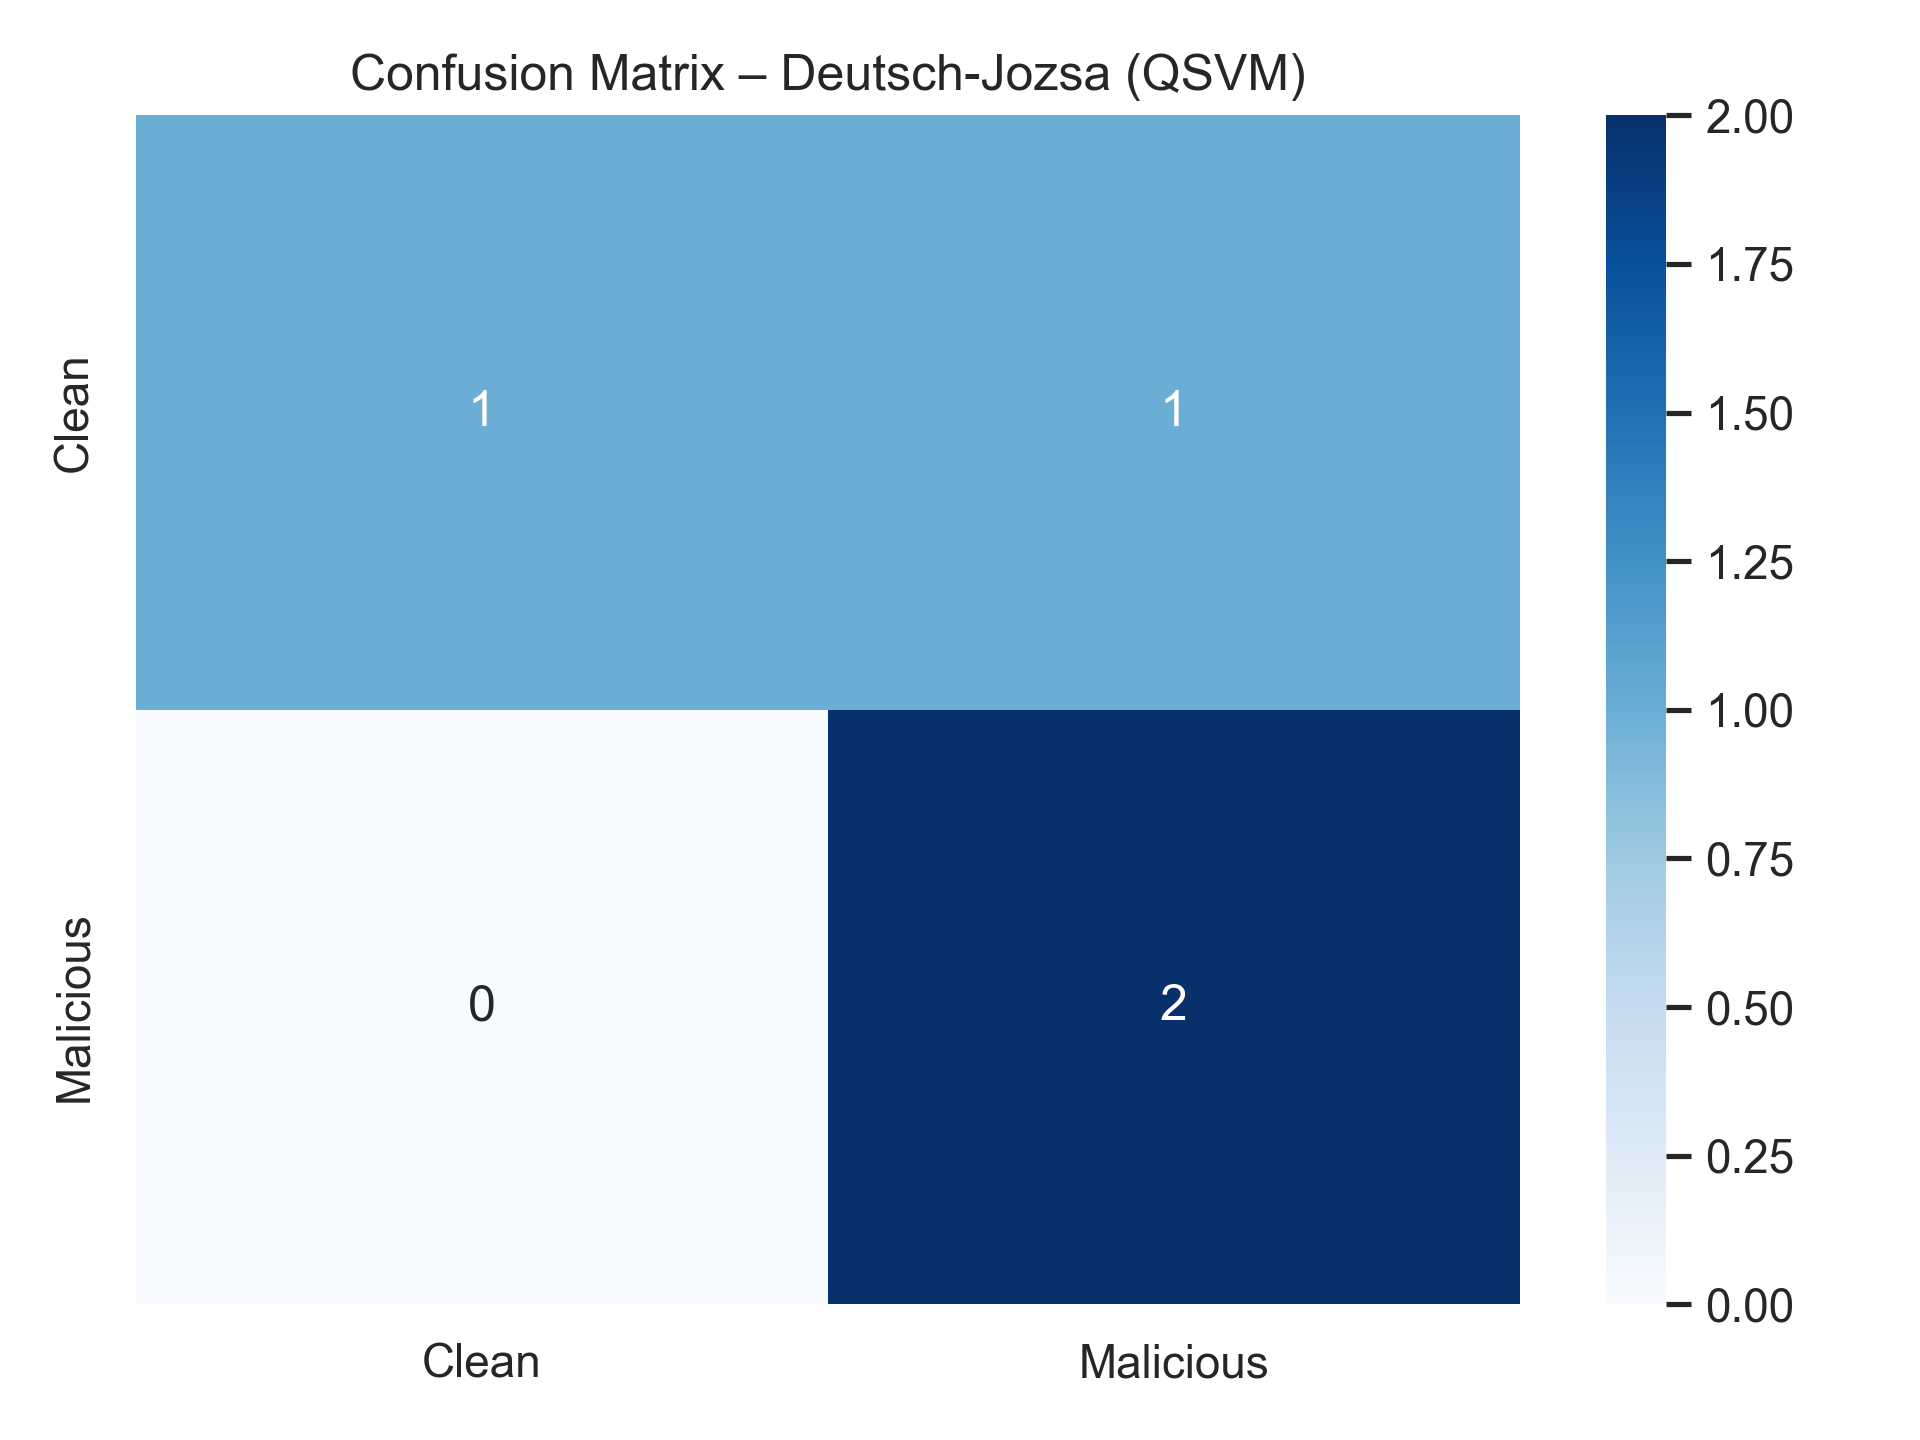 Confusion Matrix – Deutsch-Jozsa (QSVM)
Clean
1
1
Malicious
0
2
Clean
Malicious
2.00
1.75
1.50
1.25
1.00
0.75
0.50
0.25
0.00